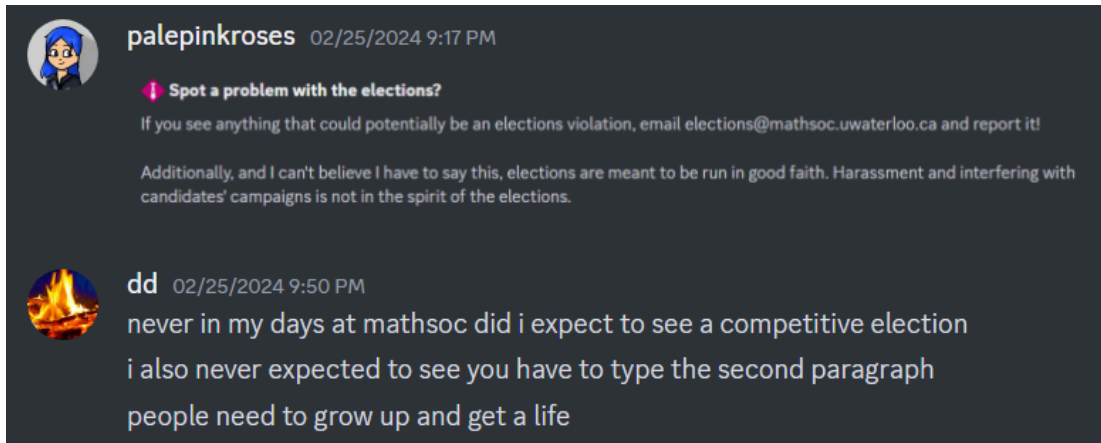 palepinkroses 02/25/2024 9:17 PM
Spot a problem with the elections?
If you see anything that could potentially be an elections violation, email elections@mathsoc.uwaterloo.ca and report it!
Additionally, and I can't believe I have to say this, elections are meant to be run in good faith. Harassment and interfering with
candidates' campaigns is not in the spirit of the elections.
dd 02/25/2024 9:50 PM
never in my days at mathsoc did i expect to see a competitive election
i also never expected to see you have to type the second paragraph
people need to grow up and get a life